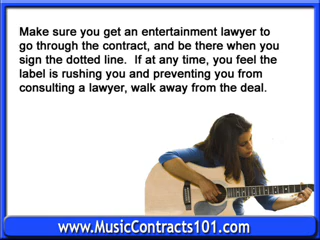 Make sure you get an entertainment lawyer to
go through the contract, and be there when you
sign the dotted line.  If at any time, you feel the
label is rushing you and preventing you from
consulting a lawyer, walk away from the deal.
www.MusicContracts101.com